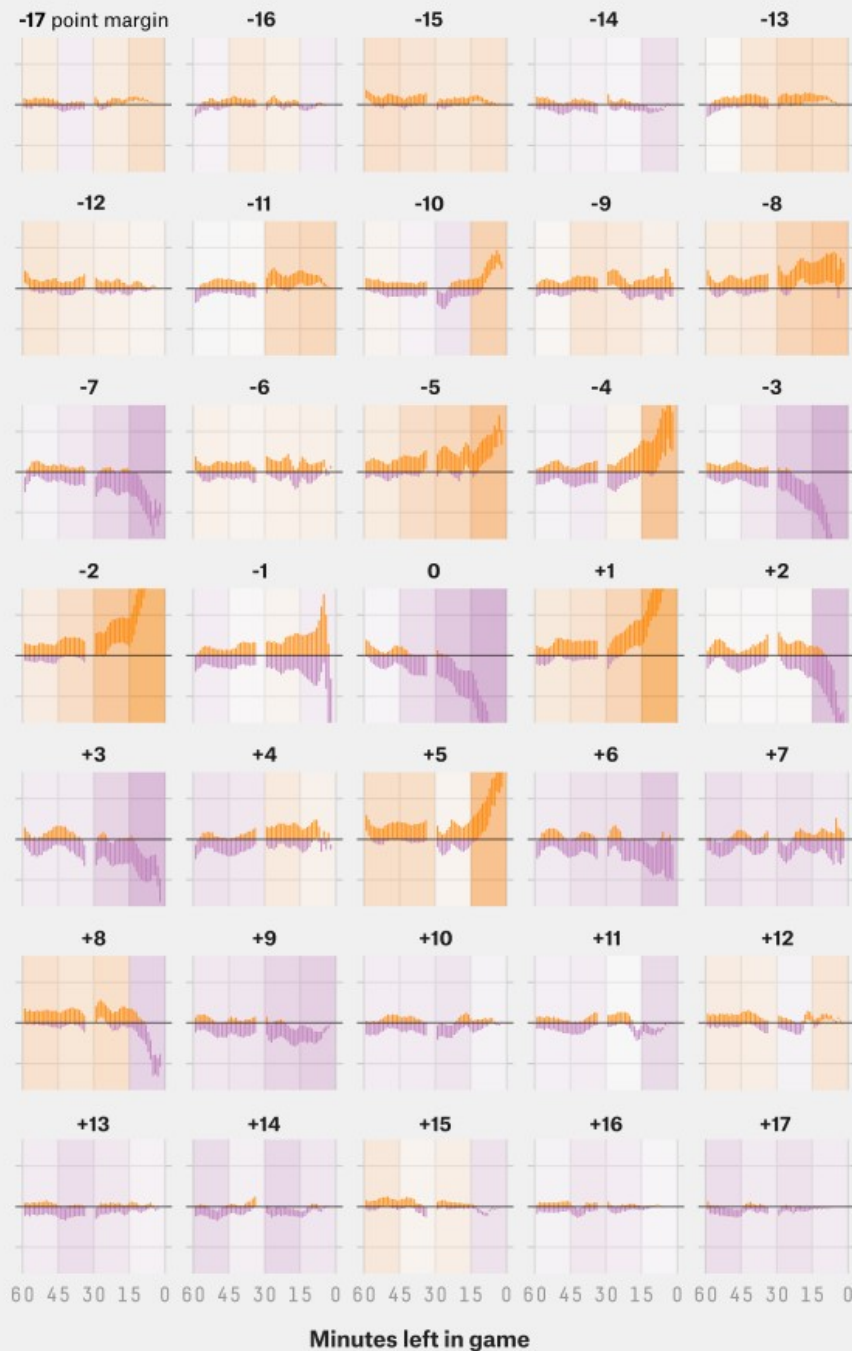 -17 point margin -16 -15 -14 -13
-12 -11 -10 -9 -8
-7 -6 -5 -4 -3
-2 -1 0 +1 +2
+3 +4 +5 +6 +7
+8 +9 +10 +11 +12
+13 +14 +15 +16 +17
60 45 30 15 0 60 45 30 15 0 60 45 30 15 0 60 45 30 15 0 60 45 30 15 0
Minutes left in game